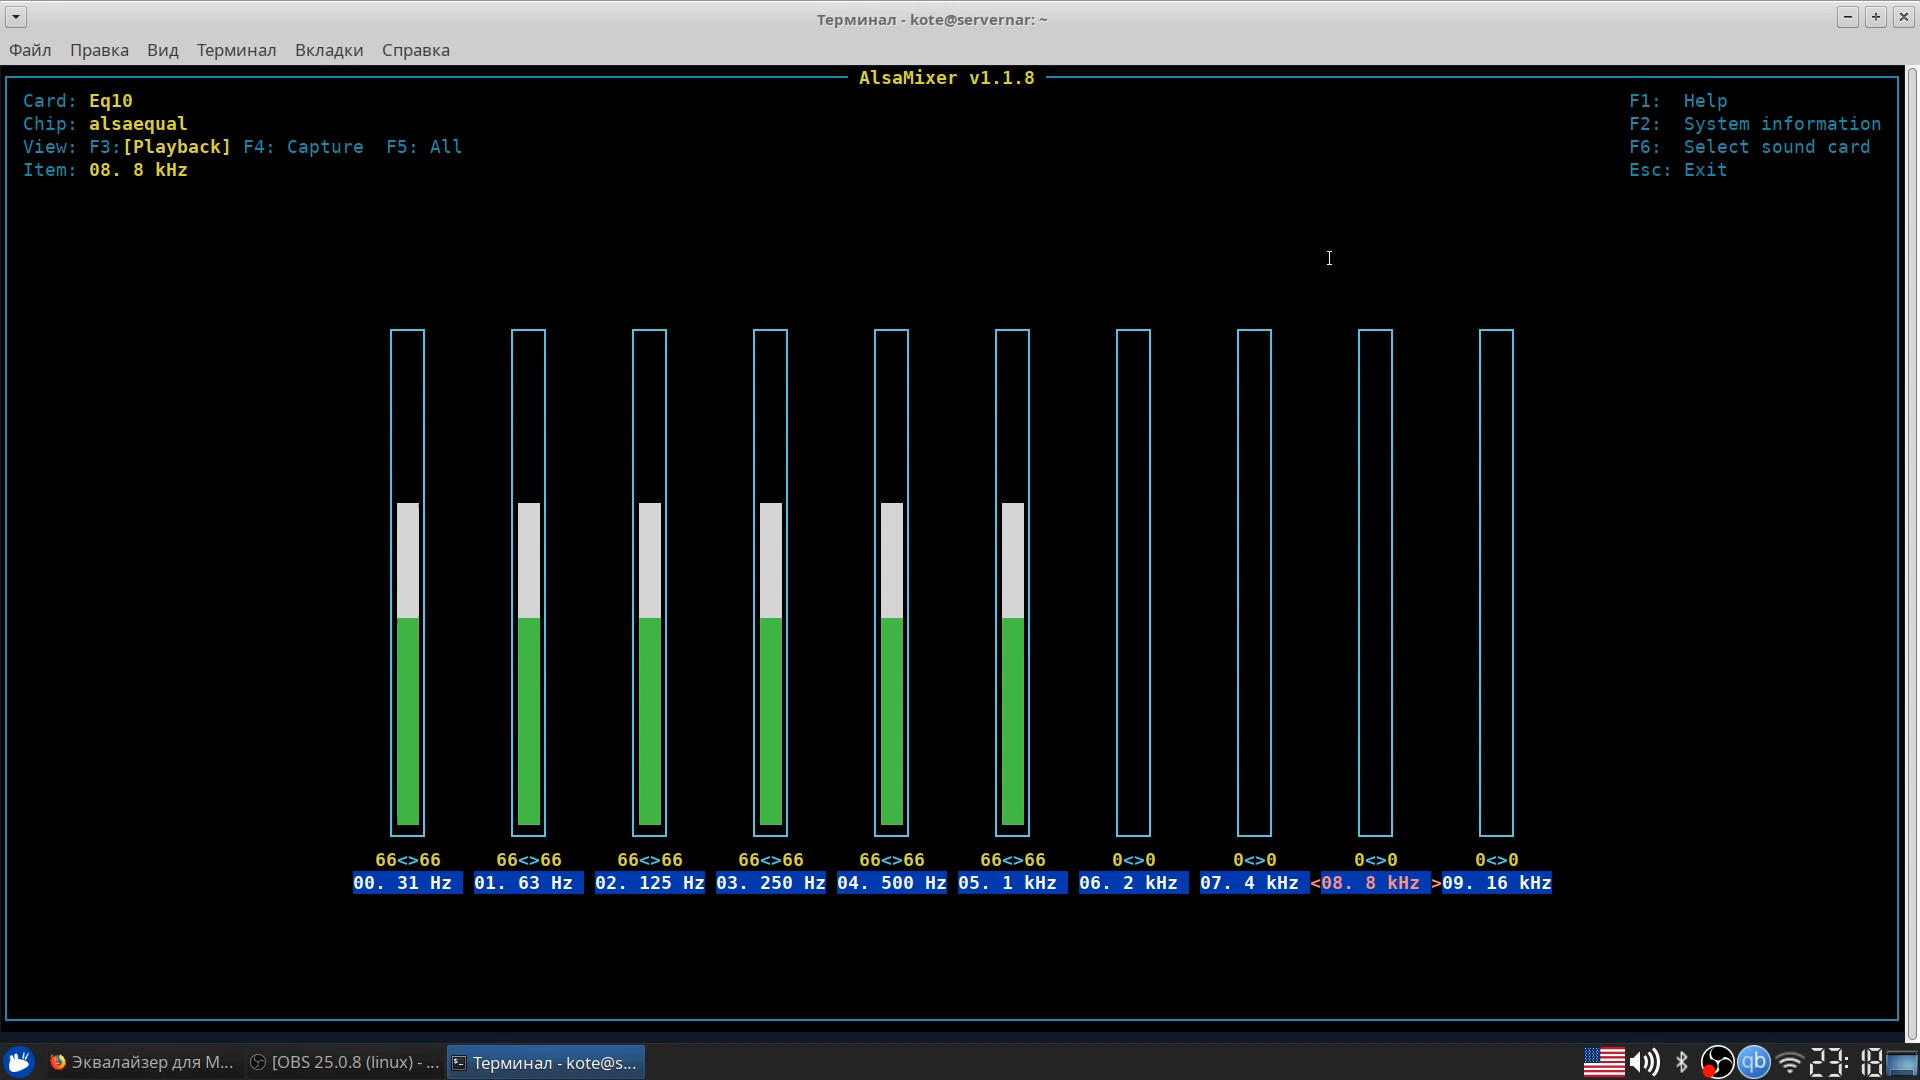 Терминал - kote@servernar: ~
Файл Правка Вид Терминал Вкладки Справка
AlsaMixer v1.1.8
Card: Eq10
F1: Help
Chip: alsaequal
F2: System information
View: F3:[Playback] F4: Capture F5: All
F6: Select sound card
Item: 08. 8 kHz
Esc: Exit
66<>66 66<>66 66<>66 66<>66 66<>66 66<>66 0<>0 0<>0 0<>0 0<>0
00. 31 Hz 01. 63 Hz 02. 125 Hz 03. 250 Hz 04. 500 Hz 05. 1 kHz 06. 2 kHz 07. 4 kHz <08. 8 kHz >09. 16 kHz
Эквалайзер для M... [OBS 25.0.8 (linux) - ... Терминал - kote@s... qb 23:18